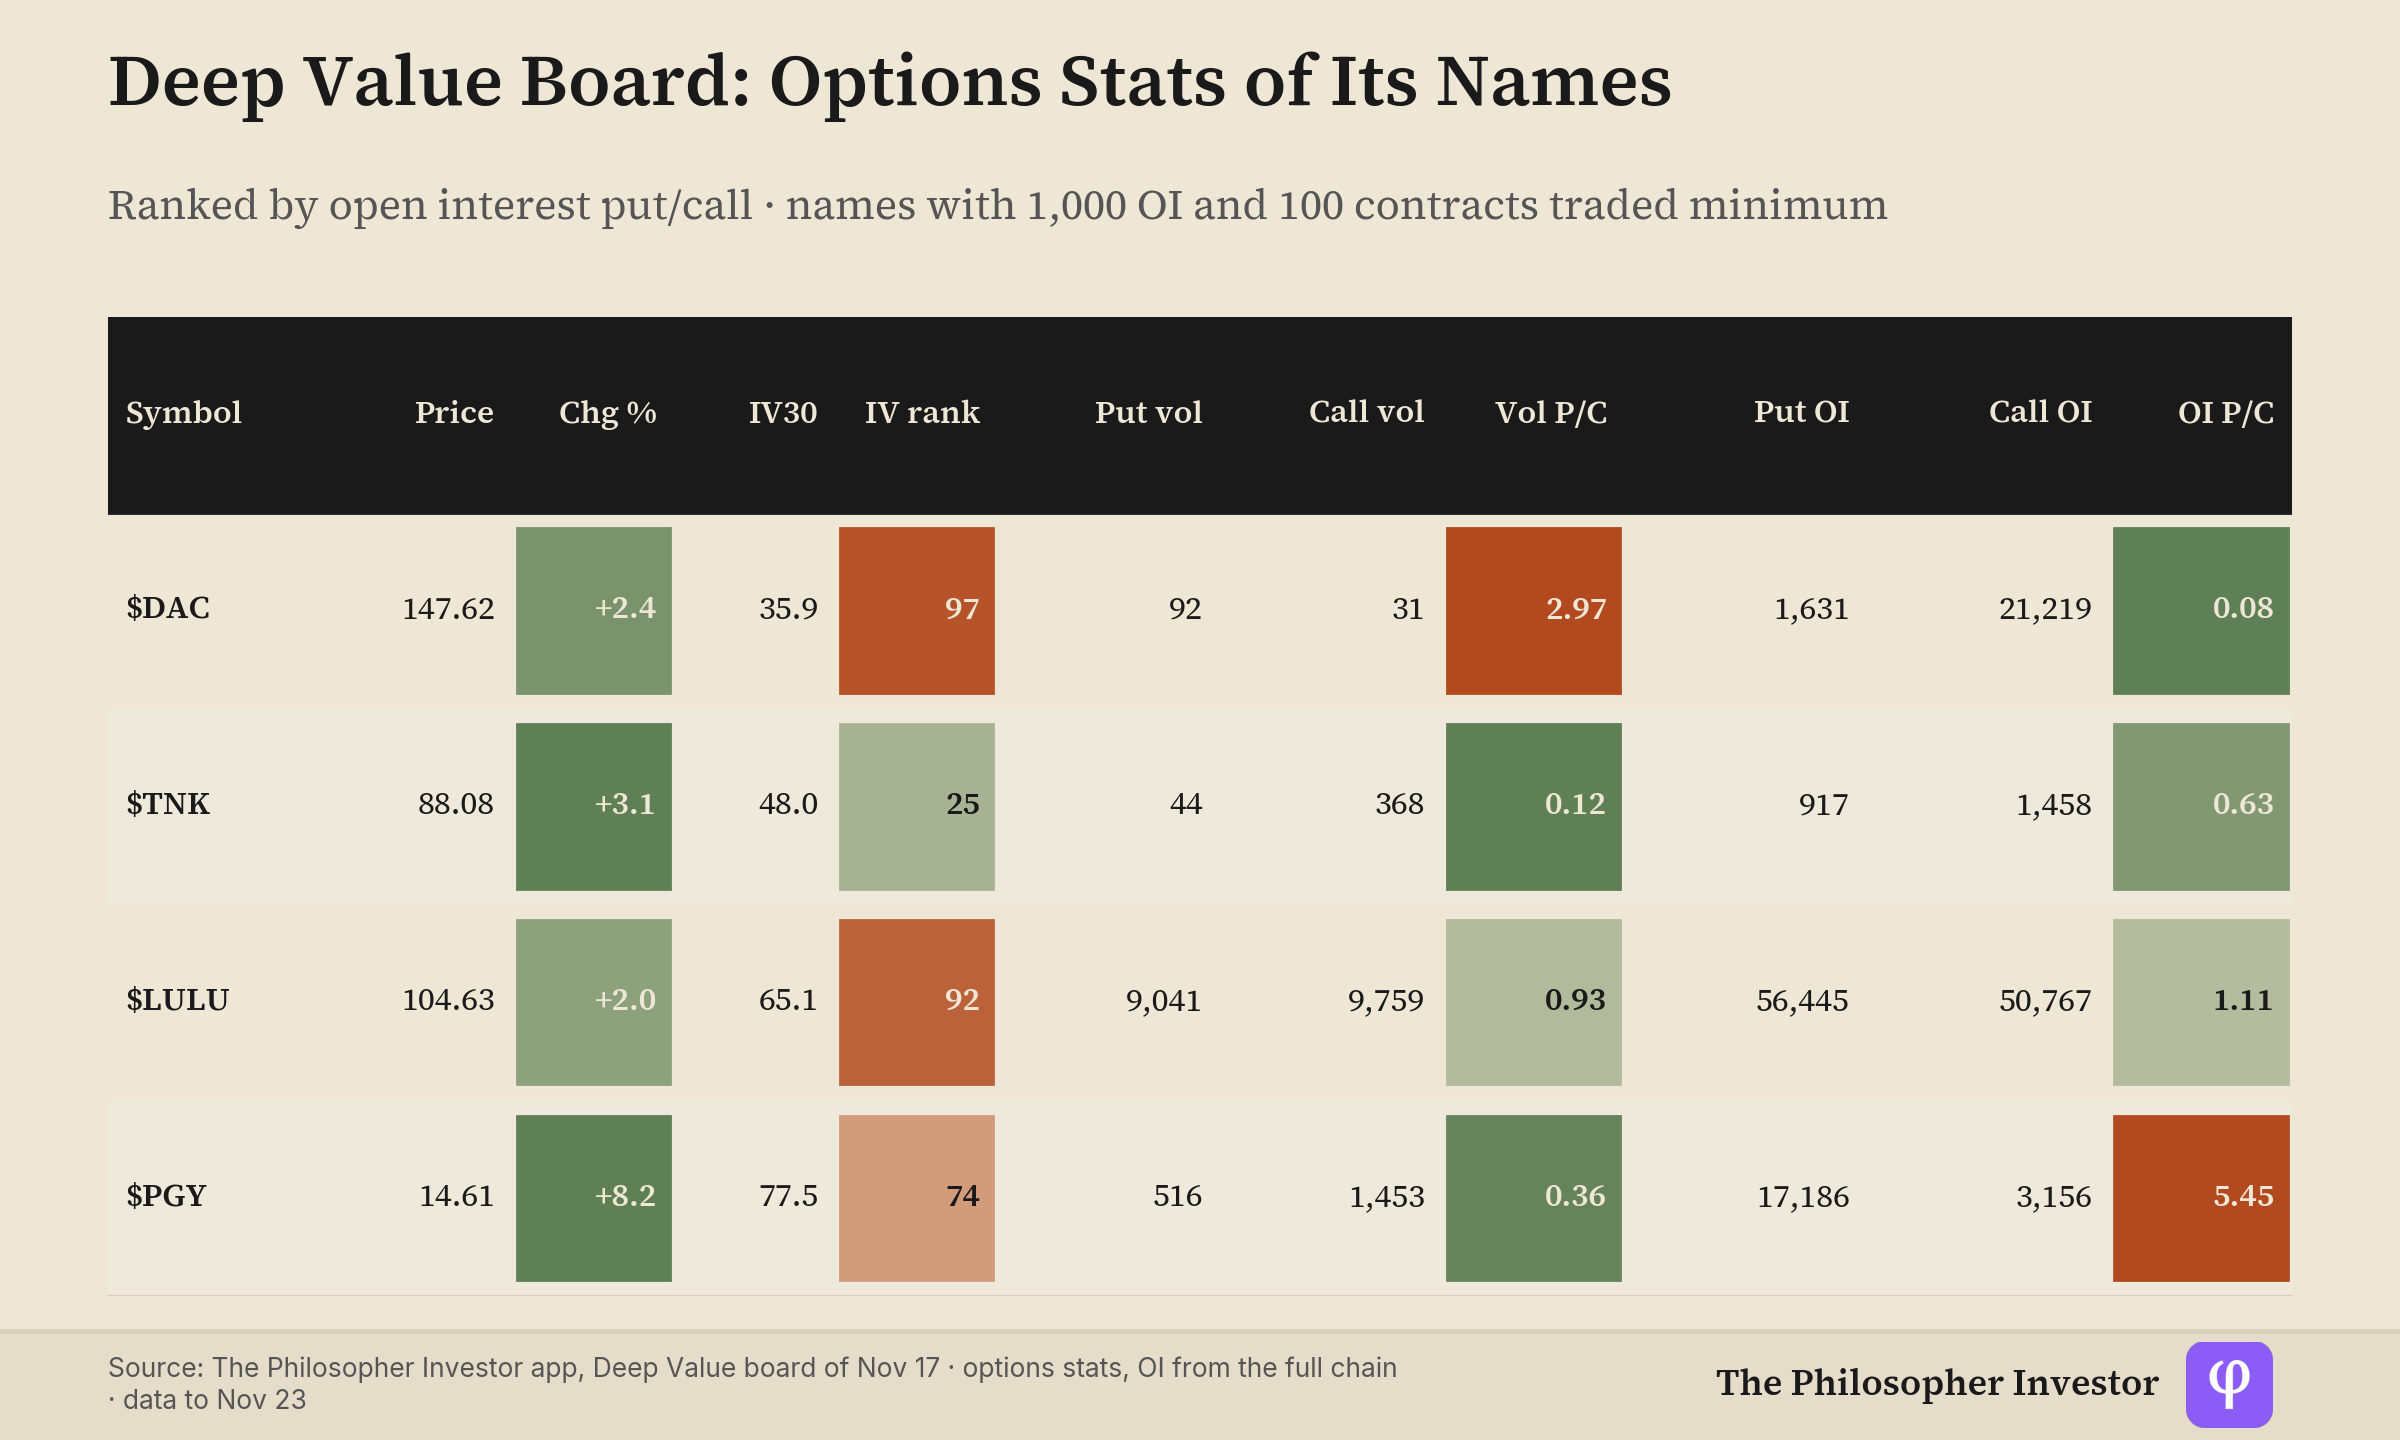 Deep Value Board: Options Stats of Its Names
Ranked by open interest put/call · names with 1,000 OI and 100 contracts traded minimum
Symbol Price Chg % IV30 IV rank Put vol Call vol Vol P/C Put OI Call OI OI P/C
$DAC 147.62 +2.4 35.9 97 92 31 2.97 1,631 21,219 0.08
$TNK 88.08 +3.1 48.0 25 44 368 0.12 917 1,458 0.63
$LULU 104.63 +2.0 65.1 92 9,041 9,759 0.93 56,445 50,767 1.11
$PGY 14.61 +8.2 77.5 74 516 1,453 0.36 17,186 3,156 5.45
Source: The Philosopher Investor app, Deep Value board of Nov 17 · options stats, OI from the full chain
· data to Nov 23
The Philosopher Investor φ